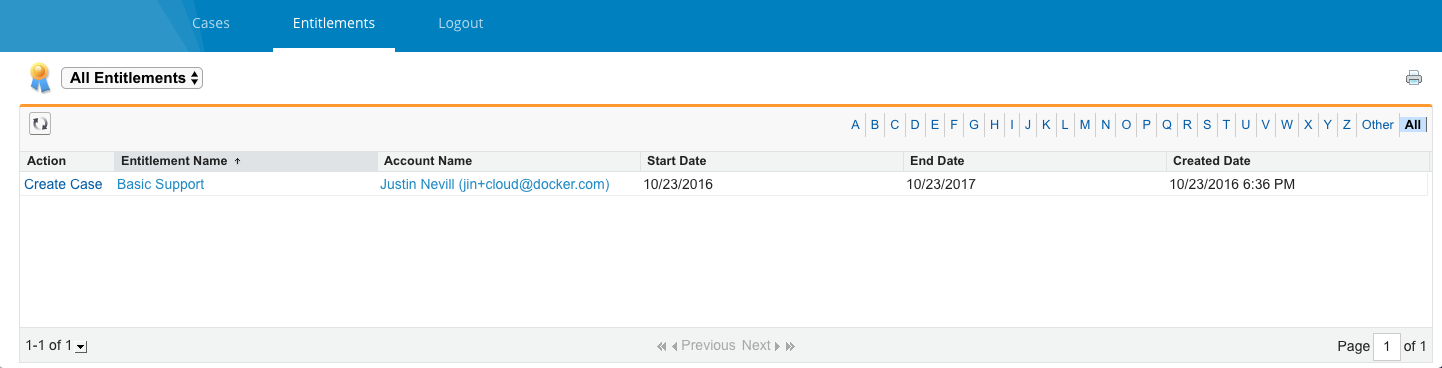 Cases Entitlements Logout
All Entitlements
A B C D E F G H I J K L M N O P Q R S T U V W X Y Z Other All
Action Entitlement Name Account Name Start Date End Date Created Date
Create Case Basic Support Justin Nevill (jin+cloud@docker.com) 10/23/2016 10/23/2017 10/23/2016 6:36 PM
1-1 of 1 Previous Next Page 1 of 1